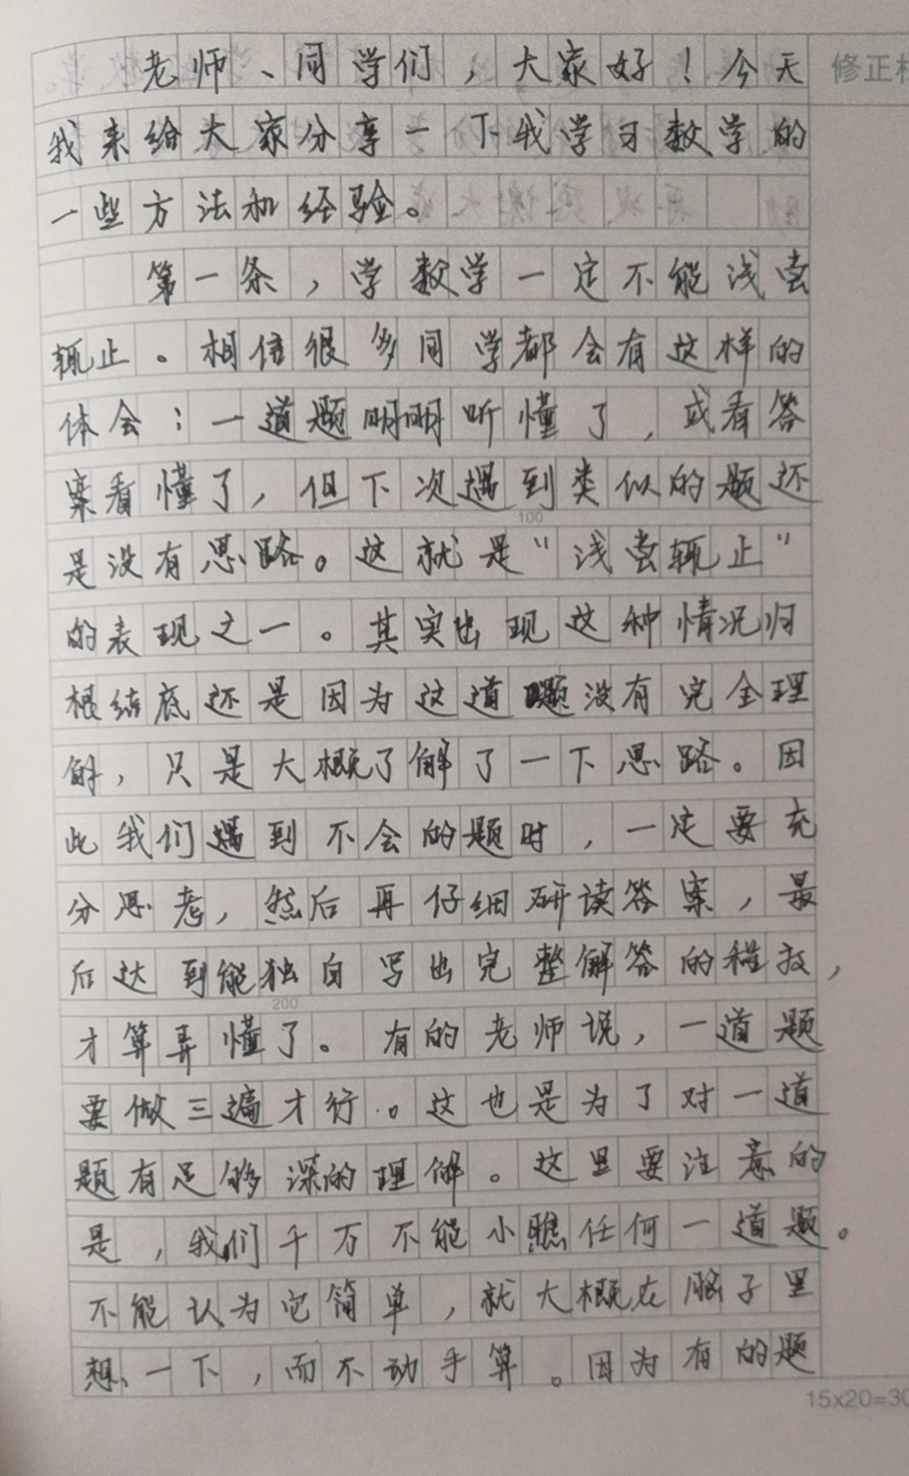 老师、同学们，大家好！今天
修正栏
我来给大家分享一下我学习数学的
一些方法和经验。
第一条，学数学一定不能浅尝
辄止。相信很多同学都会有这样的
体会：一道题明明听懂了，或看答
案看懂了，但下次遇到类似的题还
100
是没有思路。这就是“浅尝辄止”
的表现之一。其实出现这种情况归
根结底还是因为这道题没有完全理
解，只是大概了解了一下思路。因
此我们遇到不会的题时，一定要充
分思考，然后再仔细研读答案，最
后达到能独自写出完整解答的程度，
200
才算弄懂了。有的老师说，一道题
要做三遍才行。这也是为了对一道
题有足够深的理解。这里要注意的
是，我们千万不能小瞧任何一道题。
不能认为它简单，就大概在脑子里
想一下，而不动手算。因为有的题
15x20=30